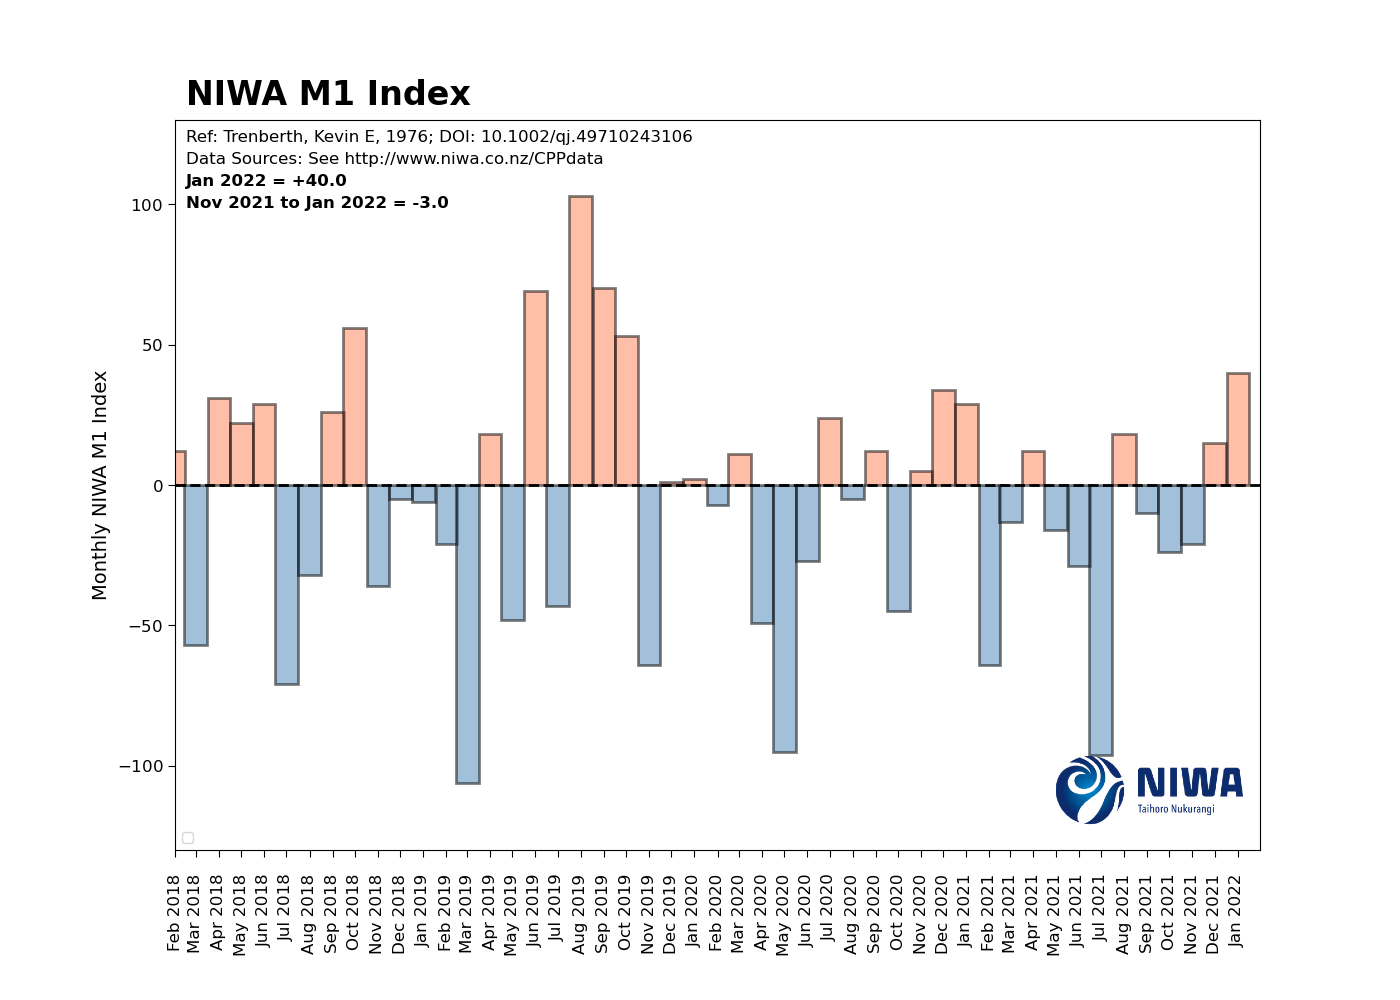 NIWA M1 Index
Ref: Trenberth, Kevin E, 1976; DOI: 10.1002/qj.49710243106
Data Sources: See http://www.niwa.co.nz/CPPdata
Jan 2022 = +40.0
Nov 2021 to Jan 2022 = -3.0
Monthly NIWA M1 Index
100
50
0
−50
−100
NIWA
Taihoro Nukurangi
Feb 2018
Mar 2018
Apr 2018
May 2018
Jun 2018
Jul 2018
Aug 2018
Sep 2018
Oct 2018
Nov 2018
Dec 2018
Jan 2019
Feb 2019
Mar 2019
Apr 2019
May 2019
Jun 2019
Jul 2019
Aug 2019
Sep 2019
Oct 2019
Nov 2019
Dec 2019
Jan 2020
Feb 2020
Mar 2020
Apr 2020
May 2020
Jun 2020
Jul 2020
Aug 2020
Sep 2020
Oct 2020
Nov 2020
Dec 2020
Jan 2021
Feb 2021
Mar 2021
Apr 2021
May 2021
Jun 2021
Jul 2021
Aug 2021
Sep 2021
Oct 2021
Nov 2021
Dec 2021
Jan 2022